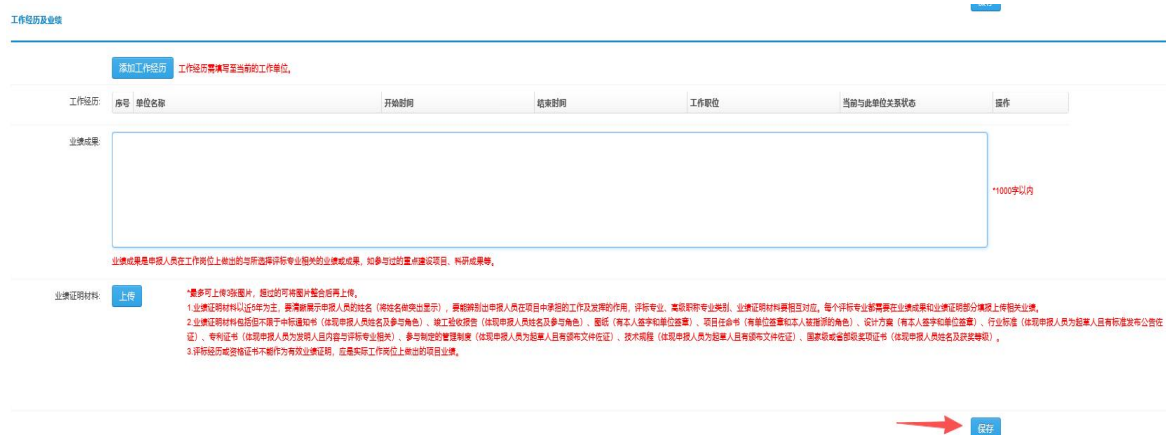 保存
工作经历及业绩
添加工作经历 工作经历需填写至当前的工作单位。
工作经历: 序号 单位名称 开始时间 结束时间 工作职位 当前与此单位关系状态 操作
业绩成果:
*1000字以内
业绩成果是申报人员在工作岗位上做出的与所选择评标专业相关的业绩或成果，如参与过的重点建设项目、科研成果等。
业绩证明材料: 上传 *最多可上传3张图片，超过的可将图片整合后再上传。
1.业绩证明材料以近5年为主，要清晰展示申报人员的姓名（将姓名做突出显示），要能辨别出申报人员在项目中承担的工作及发挥的作用，评标专业、高级职称专业类别、业绩证明材料要相互对应。每个评标专业都需要在业绩成果和业绩证明部分填报上传相关业绩。
2.业绩证明材料包括但不限于中标通知书（体现申报人员姓名及参与角色）、竣工验收报告（体现申报人员姓名及参与角色）、图纸（有本人签字和单位签章）、项目任命书（有单位签章和本人被指派的角色）、设计方案（有本人签字和单位签章）、行业标准（体现申报人员为起草人且有标准发布公告佐
证）、专利证书（体现申报人员为发明人且内容与评标专业相关）、参与制定的管理制度（体现申报人员为起草人且有颁布文件佐证）、技术规程（体现申报人员为起草人且有颁布文件佐证）、国家级或省部级奖项证书（体现申报人员姓名及获奖等级）。
3.评标经历或资格证书不能作为有效业绩证明，应是实际工作岗位上做出的项目业绩。
保存